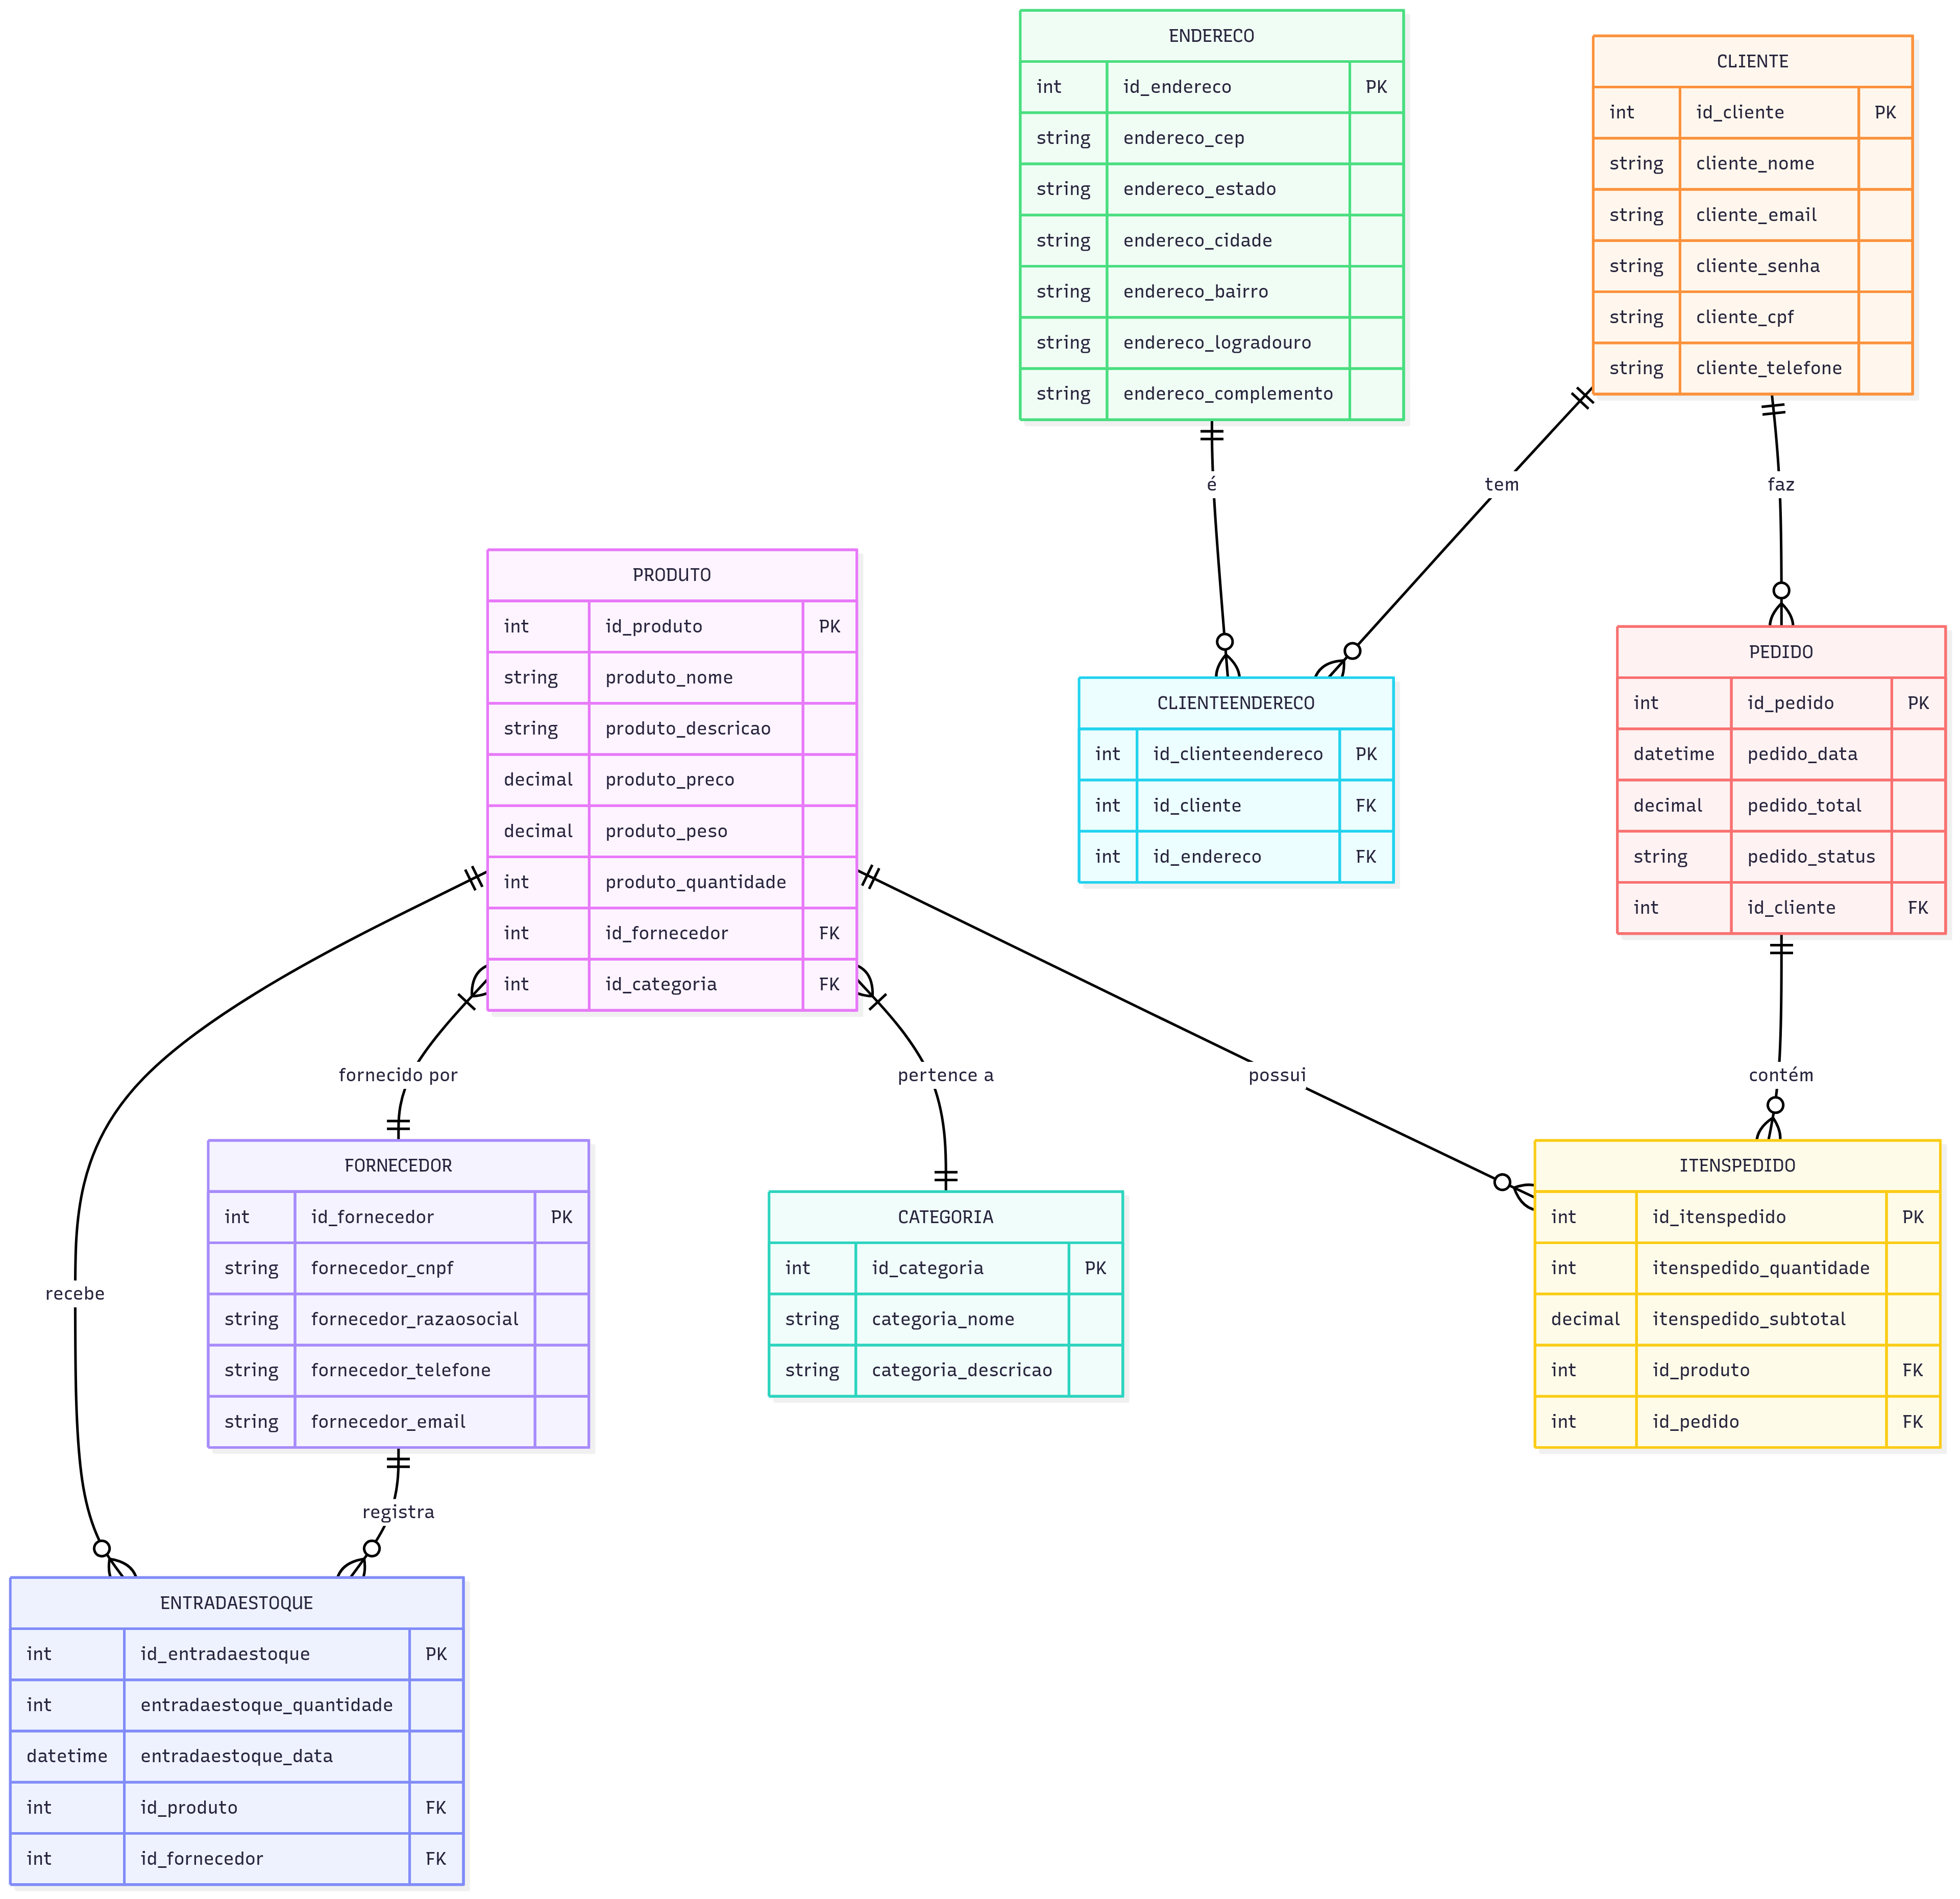 ENDERECO
int id_endereco PK
string endereco_cep
string endereco_estado
string endereco_cidade
string endereco_bairro
string endereco_logradouro
string endereco_complemento
CLIENTE
int id_cliente PK
string cliente_nome
string cliente_email
string cliente_senha
string cliente_cpf
string cliente_telefone
é
tem
faz
PRODUTO
int id_produto PK
string produto_nome
string produto_descricao
decimal produto_preco
decimal produto_peso
int produto_quantidade
int id_fornecedor FK
int id_categoria FK
CLIENTEENDERECO
int id_clienteendereco PK
int id_cliente FK
int id_endereco FK
PEDIDO
int id_pedido PK
datetime pedido_data
decimal pedido_total
string pedido_status
int id_cliente FK
fornecido por
pertence a
possui
contém
recebe
FORNECEDOR
int id_fornecedor PK
string fornecedor_cnpf
string fornecedor_razaosocial
string fornecedor_telefone
string fornecedor_email
CATEGORIA
int id_categoria PK
string categoria_nome
string categoria_descricao
ITENSPEDIDO
int id_itenspedido PK
int itenspedido_quantidade
decimal itenspedido_subtotal
int id_produto FK
int id_pedido FK
registra
ENTRADAESTOQUE
int id_entradaestoque PK
int entradaestoque_quantidade
datetime entradaestoque_data
int id_produto FK
int id_fornecedor FK